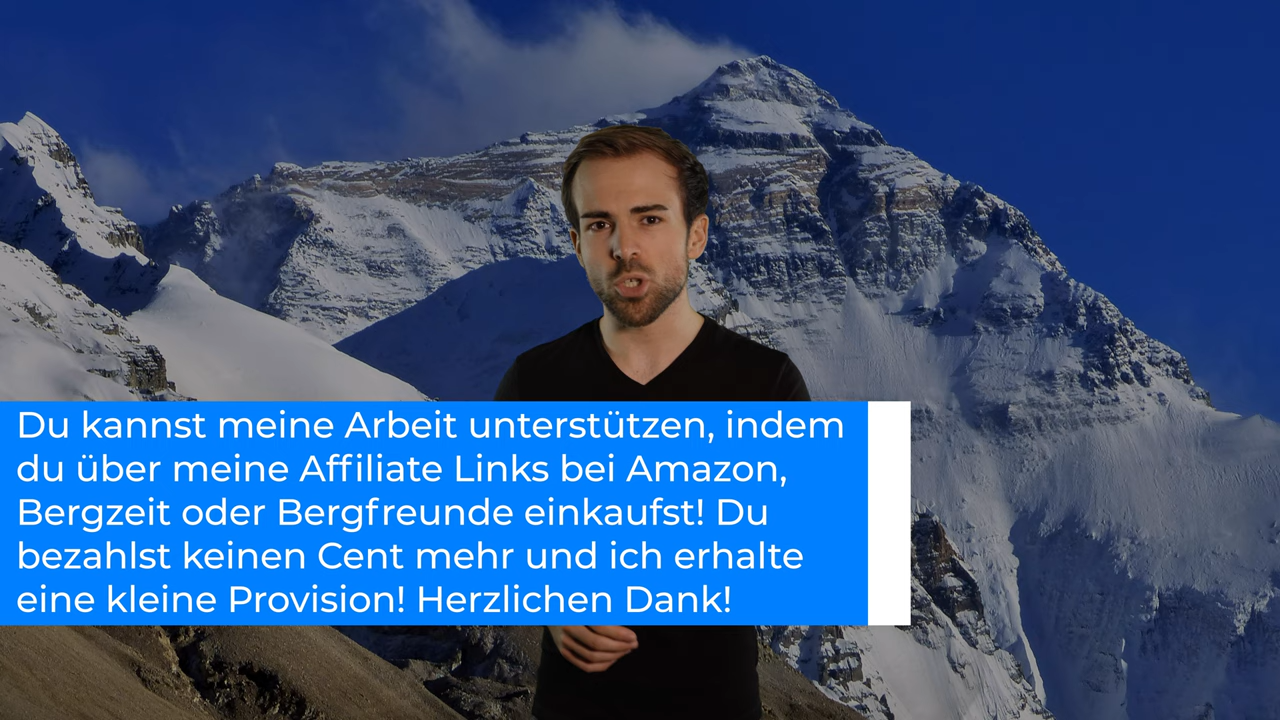 Du kannst meine Arbeit unterstützen, indem
du über meine Affiliate Links bei Amazon,
Bergzeit oder Bergfreunde einkaufst! Du
bezahlst keinen Cent mehr und ich erhalte
eine kleine Provision! Herzlichen Dank!